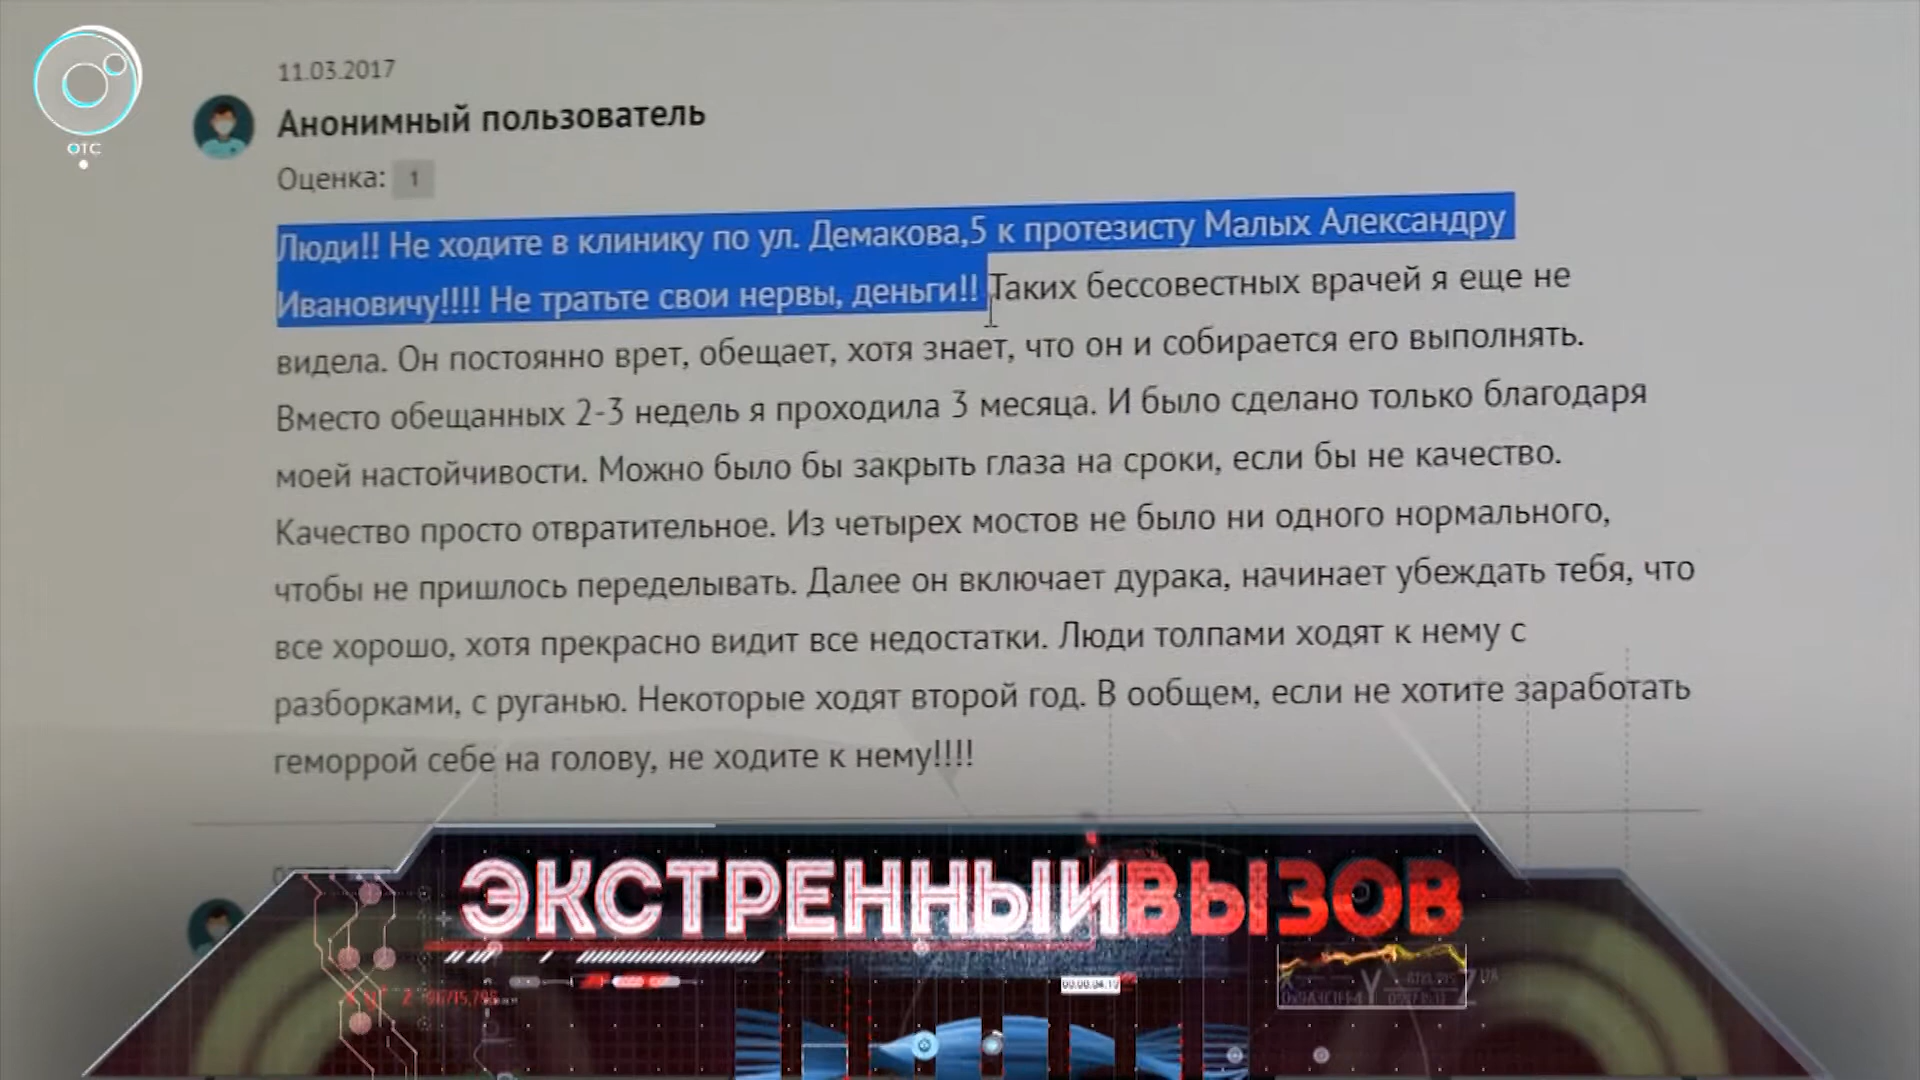 ОТС
11.03.2017
Анонимный пользователь
Оценка: 1
Люди!! Не ходите в клинику по ул. Демакова,5 к протезисту Малых Александру
Ивановичу!!!! Не тратьте свои нервы, деньги!! Таких бессовестных врачей я еще не
видела. Он постоянно врет, обещает, хотя знает, что он и собирается его выполнять.
Вместо обещанных 2-3 недель я проходила 3 месяца. И было сделано только благодаря
моей настойчивости. Можно было бы закрыть глаза на сроки, если бы не качество.
Качество просто отвратительное. Из четырех мостов не было ни одного нормального,
чтобы не пришлось переделывать. Далее он включает дурака, начинает убеждать тебя, что
все хорошо, хотя прекрасно видит все недостатки. Люди толпами ходят к нему с
разборками, с руганью. Некоторые ходят второй год. В ообщем, если не хотите заработать
геморрой себе на голову, не ходите к нему!!!!
ЭКСТРЕННЫЙВЫЗОВ